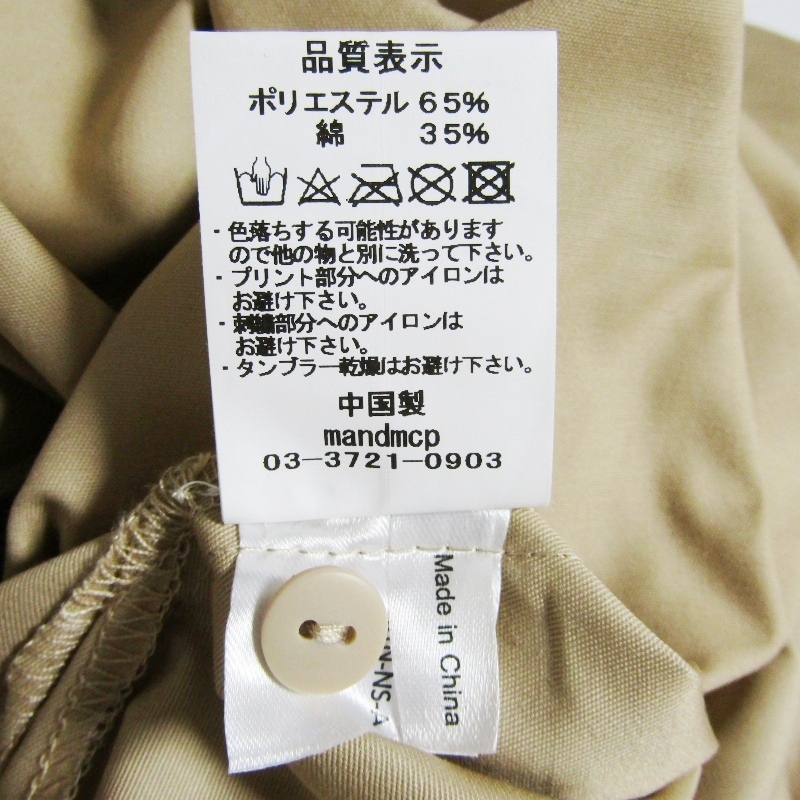 品質表示
ポリエステル 65%
綿 35%
・色落ちする可能性があります
ので他の物と別に洗って下さい。
・プリント部分へのアイロンは
お避け下さい。
・刺繍部分へのアイロンは
お避け下さい。
・タンブラー乾燥はお避け下さい。
中国製
mandmcp
03-3721-0903
Made in China
-NS-A